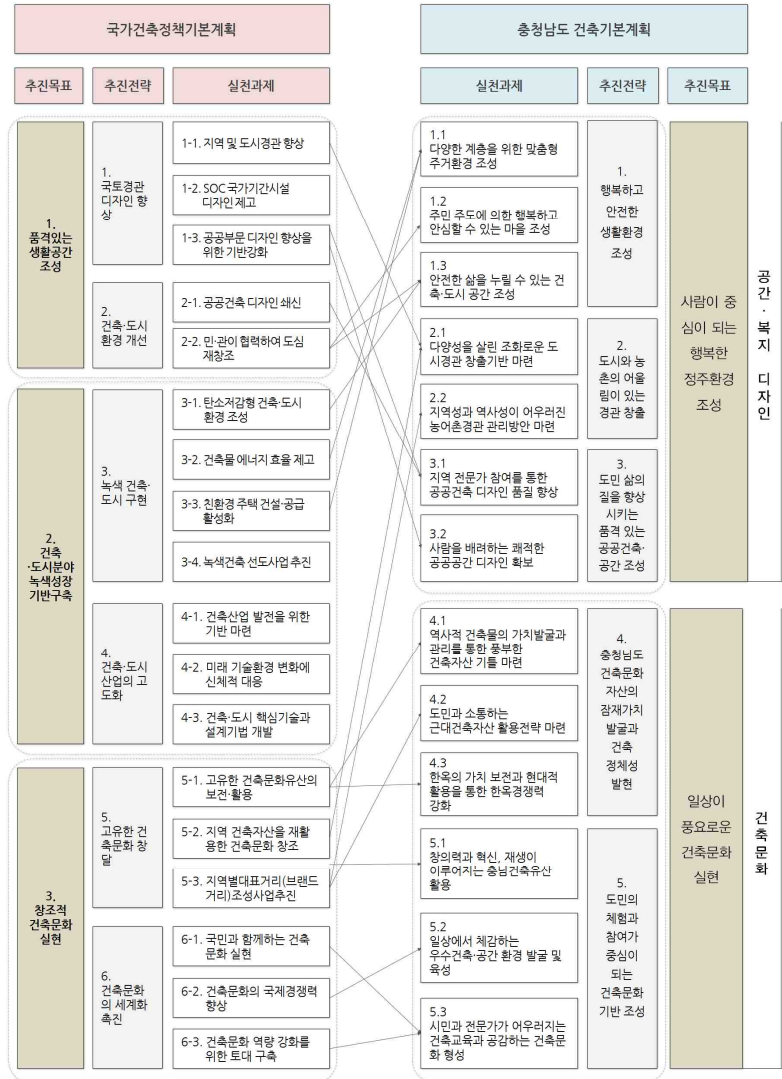 국가건축정책기본계획
추진목표
추진전략
실천과제
1.
품격있는
생활공간
조성
1.
국토경관
디자인 향
상
1-1. 지역 및 도시경관 향상
1-2. SOC 국가기간시설
디자인 제고
1-3. 공공부문 디자인 향상을
위한 기반강화
2.
건축·도시
환경 개선
2-1. 공공건축 디자인 쇄신
2-2. 민·관이 협력하여 도심
재창조
2.
건축
·도시분야
녹색성장
기반구축
3.
녹색 건축·
도시 구현
3-1. 탄소저감형 건축·도시
환경 조성
3-2. 건축물 에너지 효율 제고
3-3. 친환경 주택 건설·공급
활성화
3-4. 녹색건축 선도사업 추진
4.
건축·도시
산업의 고
도화
4-1. 건축산업 발전을 위한
기반 마련
4-2. 미래 기술환경 변화에
신체적 대응
4-3. 건축·도시 핵심기술과
설계기법 개발
3.
창조적
건축문화
실현
5.
고유한 건
축문화 창
달
5-1. 고유한 건축문화유산의
보전·활용
5-2. 지역 건축자산을 재활
용한 건축문화 창조
5-3. 지역별대표거리(브랜드
거리)조성사업추진
6.
건축문화
의 세계화
촉진
6-1. 국민과 함께하는 건축
문화 실현
6-2. 건축문화의 국제경쟁력
향상
6-3. 건축문화 역량 강화를
위한 토대 구축
충청남도 건축기본계획
실천과제
추진전략
추진목표
1.1
다양한 계층을 위한 맞춤형
주거환경 조성
1.2
주민 주도에 의한 행복하고
안심할 수 있는 마을 조성
1.3
안전한 삶을 누릴 수 있는 건
축·도시 공간 조성
1.
행복하고
안전한
생활환경
조성
2.1
다양성을 살린 조화로운 도
시경관 창출기반 마련
2.2
지역성과 역사성이 어우러진
농어촌경관 관리방안 마련
2.
도시와 농
촌의 어울
림이 있는
경관 창출
3.1
지역 전문가 참여를 통한
공공건축 디자인 품질 향상
3.2
사람을 배려하는 쾌적한
공공공간 디자인 확보
3.
도민 삶의
질을 향상
시키는
품격 있는
공공건축·
공간 조성
사람이 중
심이 되는
행복한
정주환경
조성
공간·복지 디자인
4.1
역사적 건축물의 가치발굴과
관리를 통한 풍부한
건축자산 기틀 마련
4.2
도민과 소통하는
근대건축자산 활용전략 마련
4.3
한옥의 가치 보전과 현대적
활용을 통한 한옥경쟁력
강화
4.
충청남도
건축문화
자산의
잠재가치
발굴과
건축
정체성
발현
5.1
창의력과 혁신, 재생이
이루어지는 충남건축유산
활용
5.2
일상에서 체감하는
우수건축·공간 환경 발굴 및
육성
5.3
시민과 전문가가 어우러지는
건축교육과 공감하는 건축문
화 형성
5.
도민의
체험과
참여가
중심이
되는
건축문화
기반 조성
일상이
풍요로운
건축문화
실현
건축문화